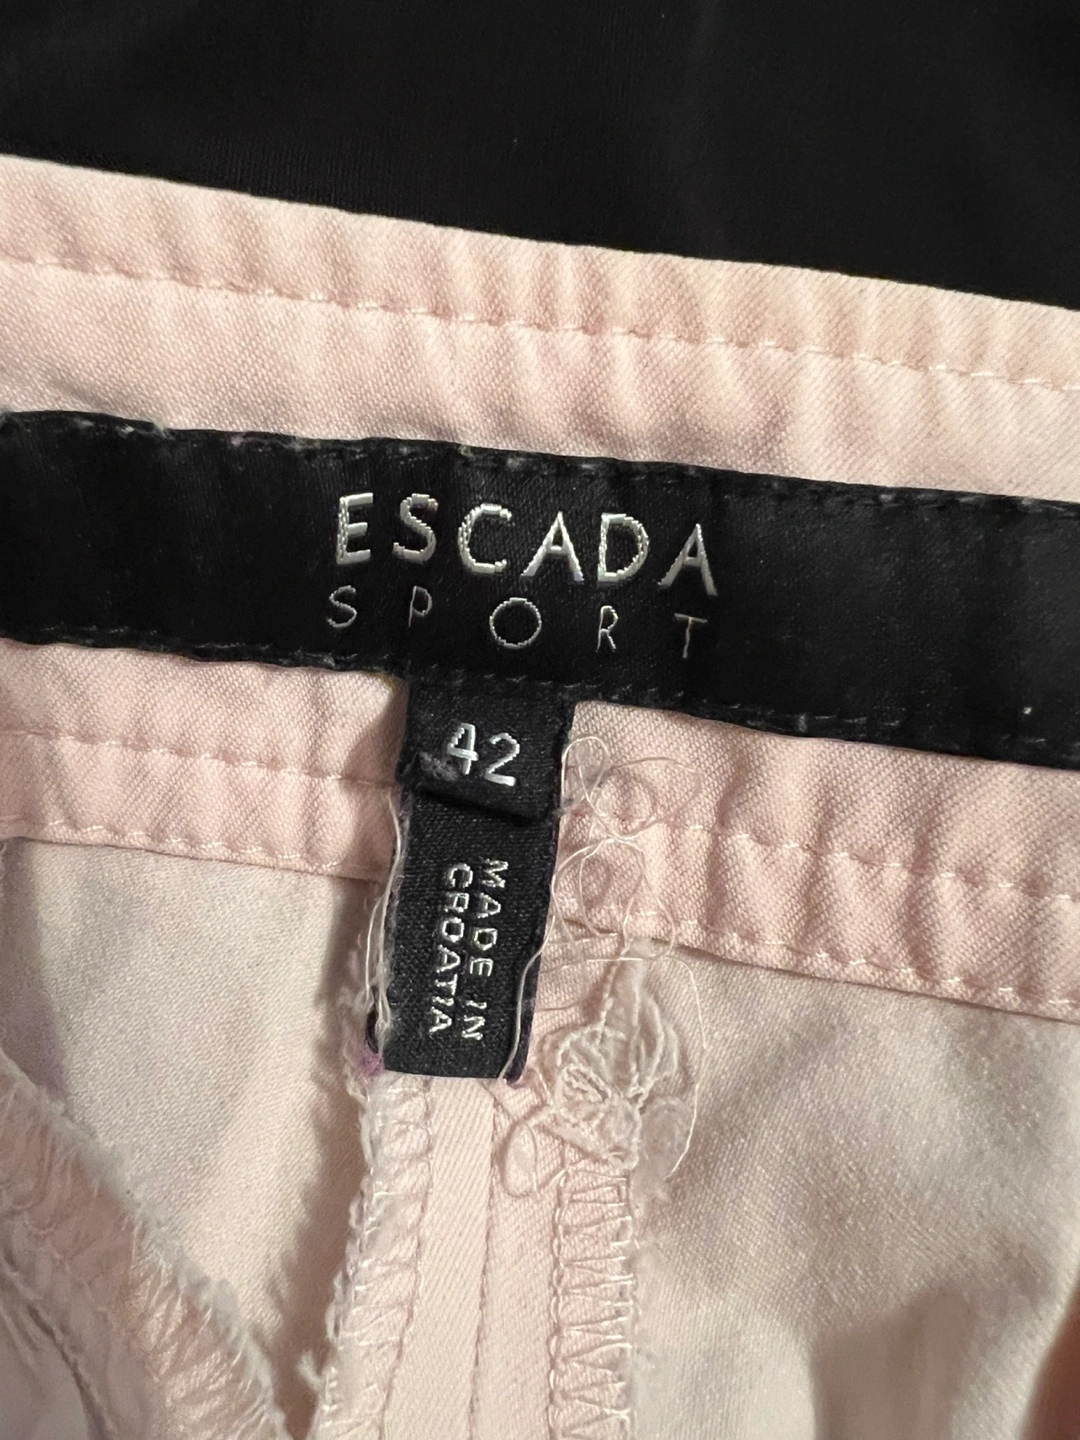 ESCADA
SPORT
42
MADE IN
CROATIA